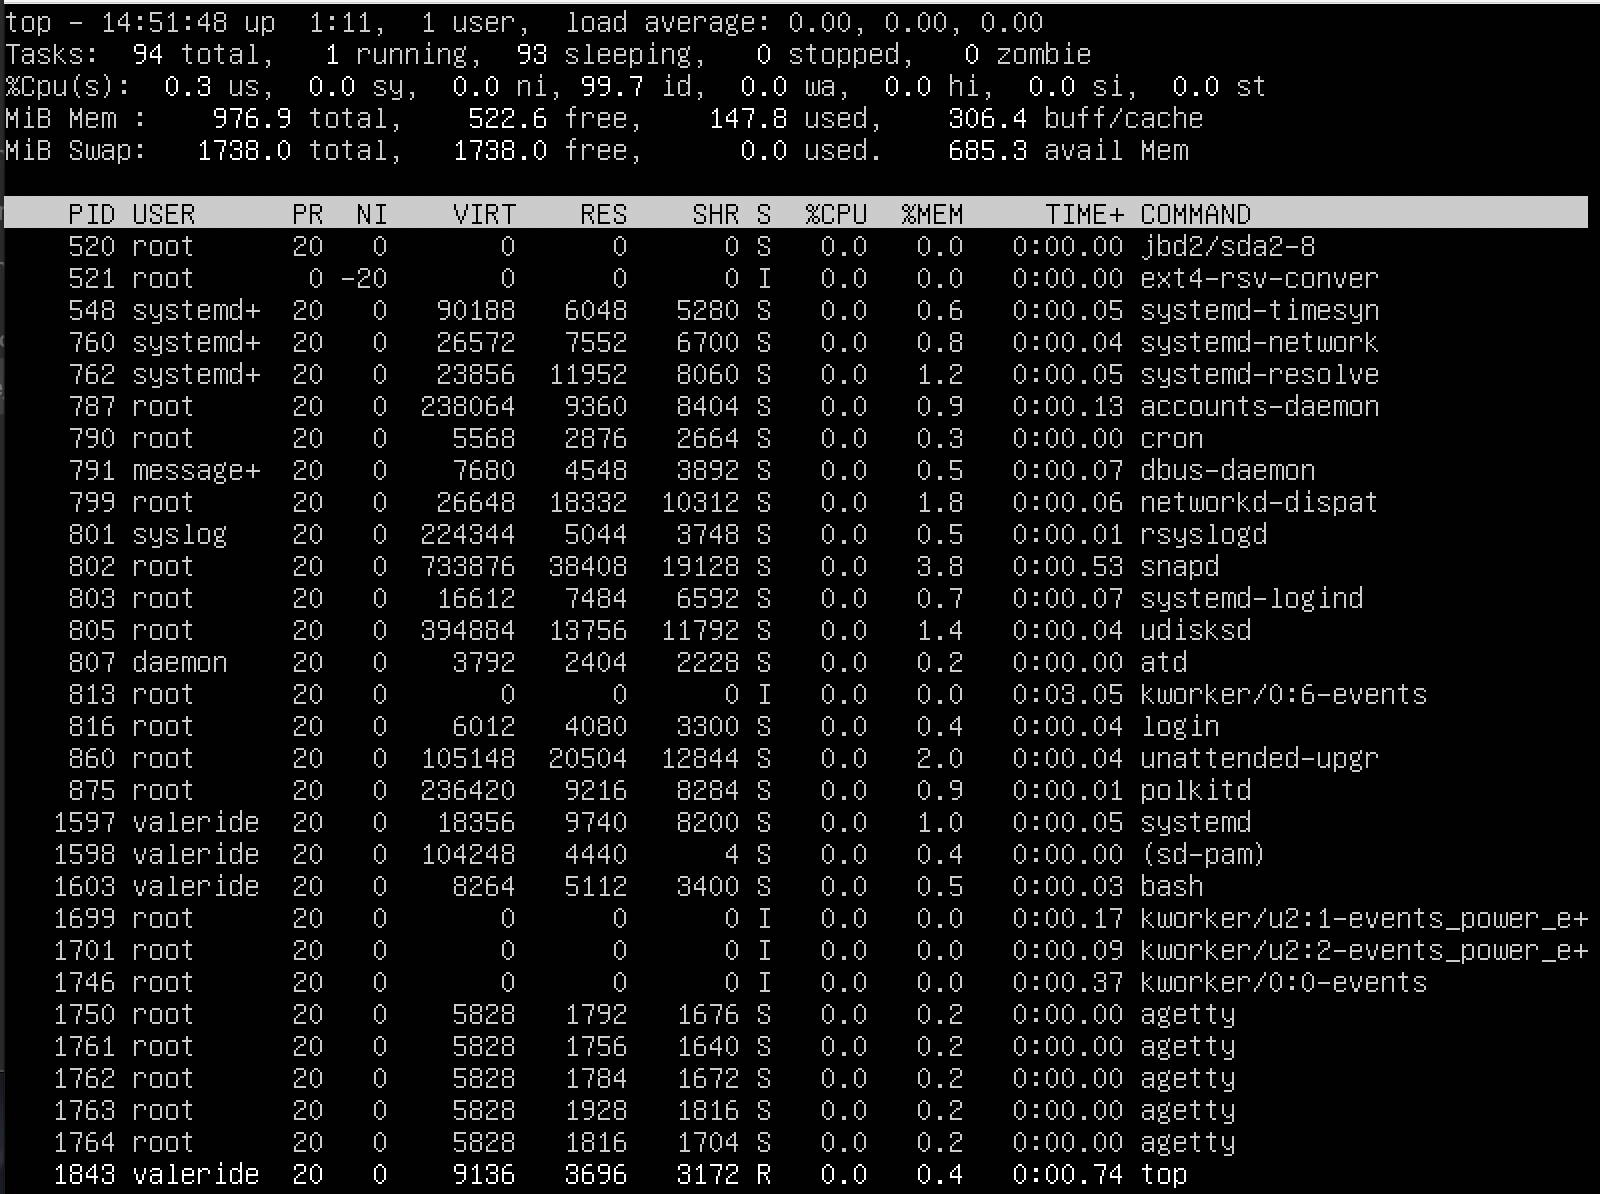 top - 14:51:48 up  1:11,  1 user,  load average: 0.00, 0.00, 0.00
Tasks:  94 total,   1 running,  93 sleeping,   0 stopped,   0 zombie
%Cpu(s):  0.3 us,  0.0 sy,  0.0 ni, 99.7 id,  0.0 wa,  0.0 hi,  0.0 si,  0.0 st
MiB Mem :    976.9 total,    522.6 free,    147.8 used,    306.4 buff/cache
MiB Swap:   1738.0 total,   1738.0 free,      0.0 used.    685.3 avail Mem
PID USER      PR  NI    VIRT    RES    SHR S  %CPU  %MEM     TIME+ COMMAND
520 root      20   0       0      0      0 S   0.0   0.0   0:00.00 jbd2/sda2-8
521 root       0 -20       0      0      0 I   0.0   0.0   0:00.00 ext4-rsv-conver
548 systemd+  20   0   90188   6048   5280 S   0.0   0.6   0:00.05 systemd-timesyn
760 systemd+  20   0   26572   7552   6700 S   0.0   0.8   0:00.04 systemd-network
762 systemd+  20   0   23856  11952   8060 S   0.0   1.2   0:00.05 systemd-resolve
787 root      20   0  238064   9360   8404 S   0.0   0.9   0:00.13 accounts-daemon
790 root      20   0    5568   2876   2664 S   0.0   0.3   0:00.00 cron
791 message+  20   0    7680   4548   3892 S   0.0   0.5   0:00.07 dbus-daemon
799 root      20   0   26648  18332  10312 S   0.0   1.8   0:00.06 networkd-dispat
801 syslog    20   0  224344   5044   3748 S   0.0   0.5   0:00.01 rsyslogd
802 root      20   0  733876  38408  19128 S   0.0   3.8   0:00.53 snapd
803 root      20   0   16612   7484   6592 S   0.0   0.7   0:00.07 systemd-logind
805 root      20   0  394884  13756  11792 S   0.0   1.4   0:00.04 udisksd
807 daemon    20   0    3792   2404   2228 S   0.0   0.2   0:00.00 atd
813 root      20   0       0      0      0 I   0.0   0.0   0:03.05 kworker/0:6-events
816 root      20   0    6012   4080   3300 S   0.0   0.4   0:00.04 login
860 root      20   0  105148  20504  12844 S   0.0   2.0   0:00.04 unattended-upgr
875 root      20   0  236420   9216   8284 S   0.0   0.9   0:00.01 polkitd
1597 valeride  20   0   18356   9740   8200 S   0.0   1.0   0:00.05 systemd
1598 valeride  20   0  104248   4440      4 S   0.0   0.4   0:00.00 (sd-pam)
1603 valeride  20   0    8264   5112   3400 S   0.0   0.5   0:00.03 bash
1699 root      20   0       0      0      0 I   0.0   0.0   0:00.17 kworker/u2:1-events_power_e+
1701 root      20   0       0      0      0 I   0.0   0.0   0:00.09 kworker/u2:2-events_power_e+
1746 root      20   0       0      0      0 I   0.0   0.0   0:00.37 kworker/0:0-events
1750 root      20   0    5828   1792   1676 S   0.0   0.2   0:00.00 agetty
1761 root      20   0    5828   1756   1640 S   0.0   0.2   0:00.00 agetty
1762 root      20   0    5828   1784   1672 S   0.0   0.2   0:00.00 agetty
1763 root      20   0    5828   1928   1816 S   0.0   0.2   0:00.00 agetty
1764 root      20   0    5828   1816   1704 S   0.0   0.2   0:00.00 agetty
1843 valeride  20   0    9136   3696   3172 R   0.0   0.4   0:00.74 top